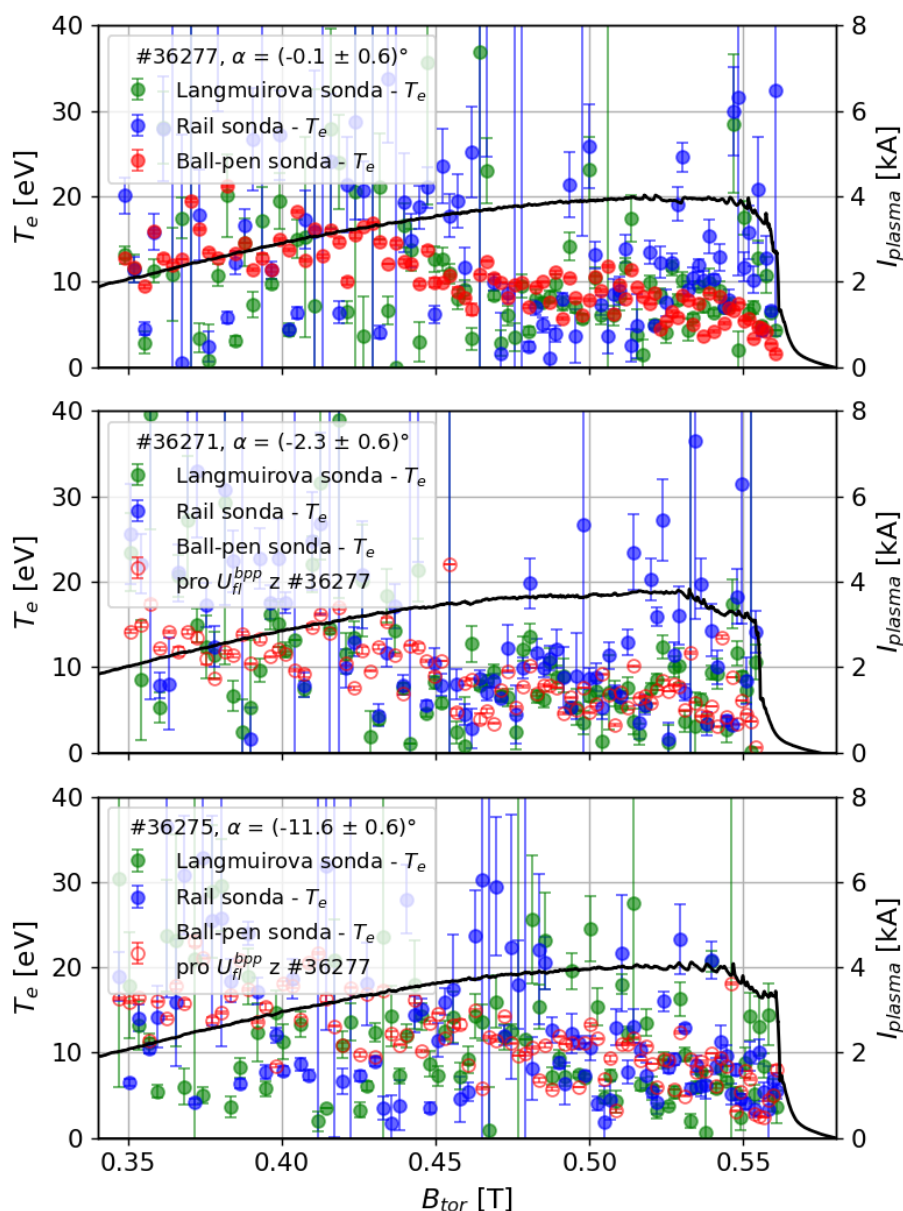 40
30
20
10
0
T_e [eV]
#36277, α = (-0.1 ± 0.6)°
Langmuirova sonda - T_e
Rail sonda - T_e
Ball-pen sonda - T_e
8
6
4
2
0
I_plasma [kA]
40
30
20
10
0
T_e [eV]
#36271, α = (-2.3 ± 0.6)°
Langmuirova sonda - T_e
Rail sonda - T_e
Ball-pen sonda - T_e
pro U_fl^bpp z #36277
8
6
4
2
0
I_plasma [kA]
40
30
20
10
0
T_e [eV]
#36275, α = (-11.6 ± 0.6)°
Langmuirova sonda - T_e
Rail sonda - T_e
Ball-pen sonda - T_e
pro U_fl^bpp z #36277
8
6
4
2
0
I_plasma [kA]
0.35 0.40 0.45 0.50 0.55
B_tor [T]